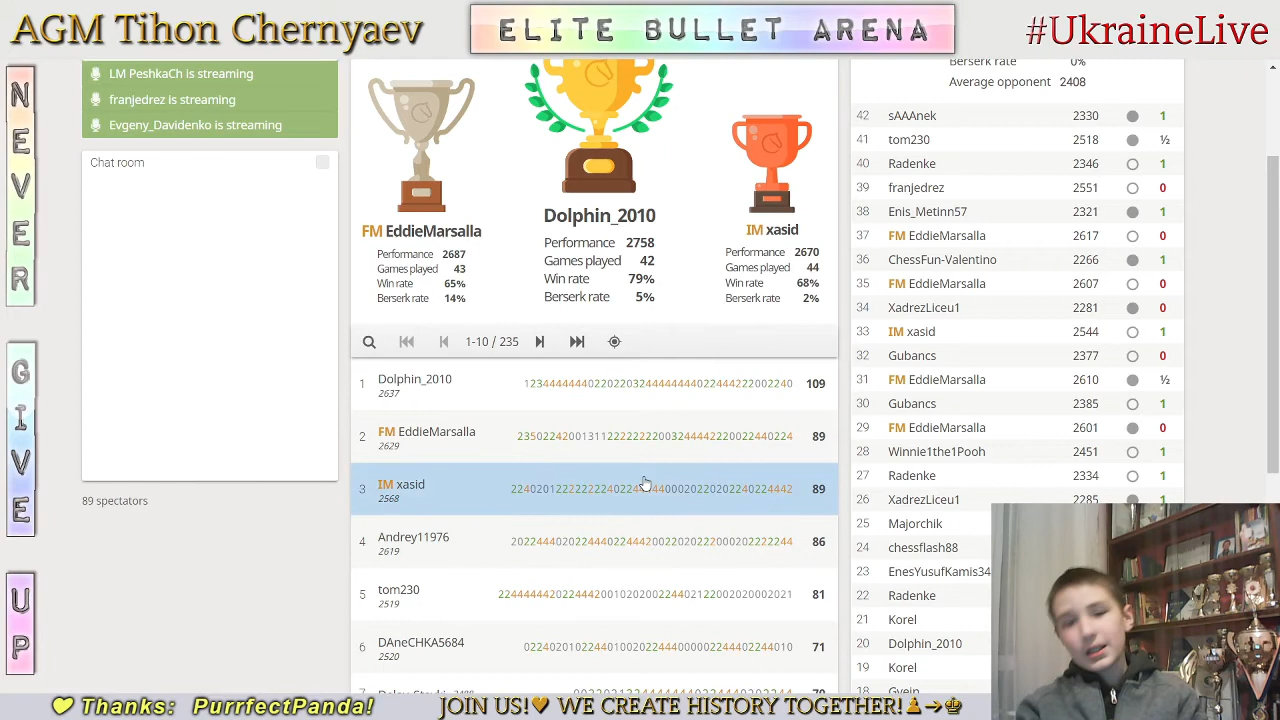 AGM Tihon Chernyaev
ELITE BULLET ARENA
#UkraineLive
NEVER
GIVE
UP
LM PeshkaCh is streaming
franjedrez is streaming
Evgeny_Davidenko is streaming
Chat room
89 spectators
FM EddieMarsalla
Performance 2687
Games played 43
Win rate 65%
Berserk rate 14%
Dolphin_2010
Performance 2758
Games played 42
Win rate 79%
Berserk rate 5%
IM xasid
Performance 2670
Games played 44
Win rate 68%
Berserk rate 2%
1-10 / 235
1 Dolphin_2010 109
2637
2 FM EddieMarsalla 89
2629
3 IM xasid 89
2568
4 Andrey11976 86
2619
5 tom230 81
2519
6 DAneCHKA5684 71
2520
Berserk rate 0%
Average opponent 2408
42 sAAAnek 2330 1
41 tom230 2518 ½
40 Radenke 2346 1
39 franjedrez 2551 0
38 Enis_Metinn57 2321 1
37 FM EddieMarsalla 2617 0
36 ChessFun-Valentino 2266 1
35 FM EddieMarsalla 2607 0
34 XadrezLiceu1 2281 0
33 IM xasid 2544 1
32 Gubancs 2377 0
31 FM EddieMarsalla 2610 ½
30 Gubancs 2385 1
29 FM EddieMarsalla 2601 0
28 Winnie1the1Pooh 2451 1
27 Radenke 2334 1
26 XadrezLiceu1 2285 1
25 Majorchik
24 chessflash88
23 EnesYusufKamis34
22 Radenke
21 Korel
20 Dolphin_2010
19 Korel
18
Thanks: PurrfectPanda!
JOIN US! WE CREATE HISTORY TOGETHER!